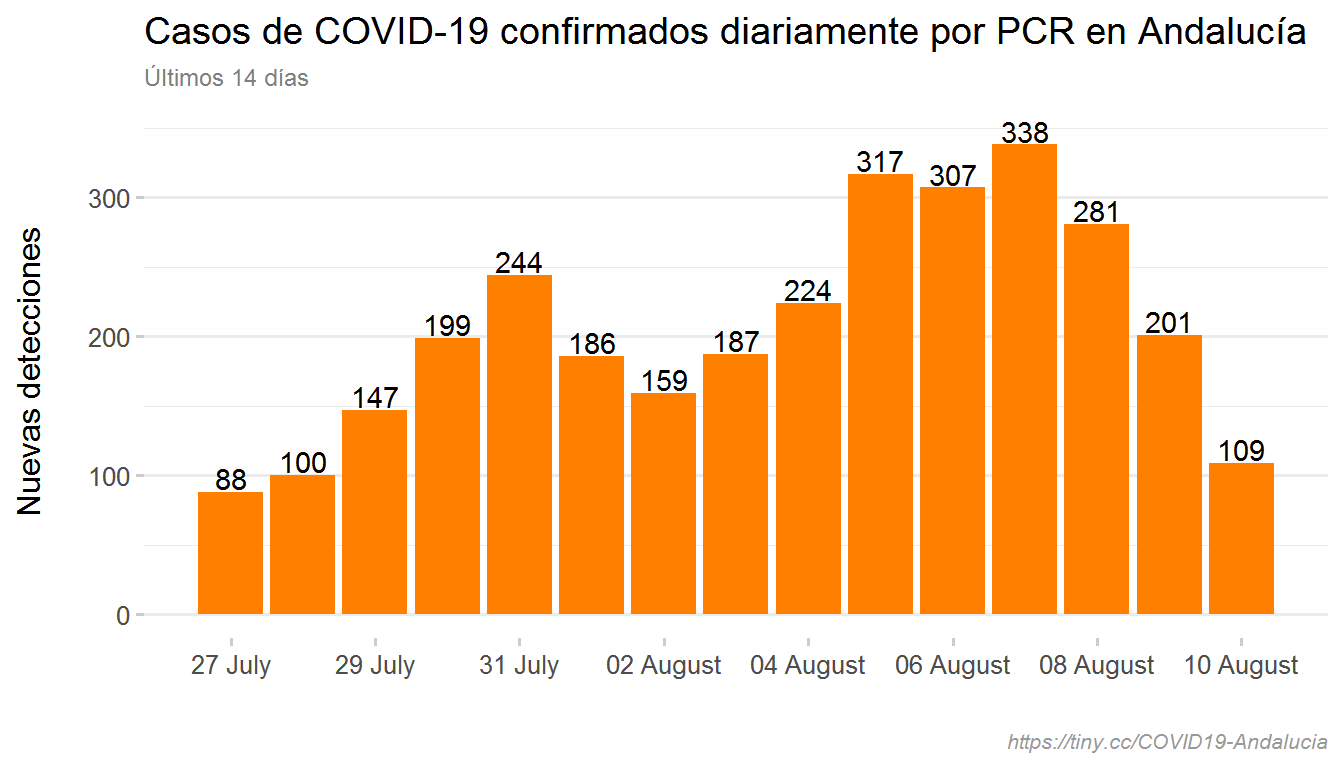 Casos de COVID-19 confirmados diariamente por PCR en Andalucía
Últimos 14 días
Nuevas detecciones
300
200
100
0
88
100
147
199
244
186
159
187
224
317
307
338
281
201
109
27 July
29 July
31 July
02 August
04 August
06 August
08 August
10 August
https://tiny.cc/COVID19-Andalucia